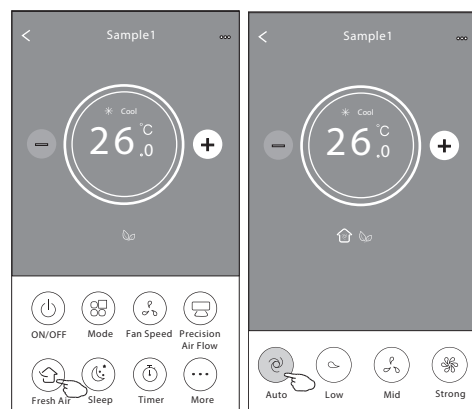 Sample1
Cool
26.0 °C
ON/OFF Mode Fan Speed Precision Air Flow
Fresh Air Sleep Timer More
Sample1
Cool
26.0 °C
Auto Low Mid Strong